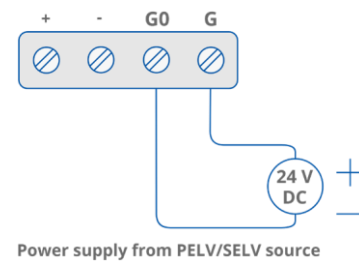 + - G0 G
24 V
DC
+
-
Power supply from PELV/SELV source